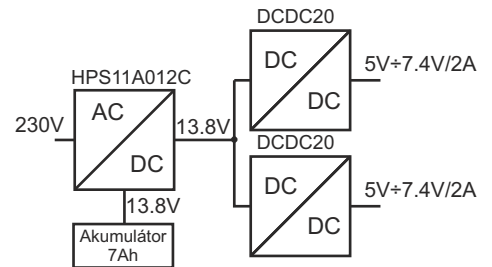 DCDC20
DC
DC
5V÷7.4V/2A
HPS11A012C
AC
DC
230V
13.8V
DCDC20
DC
DC
5V÷7.4V/2A
13.8V
Akumulátor
7Ah